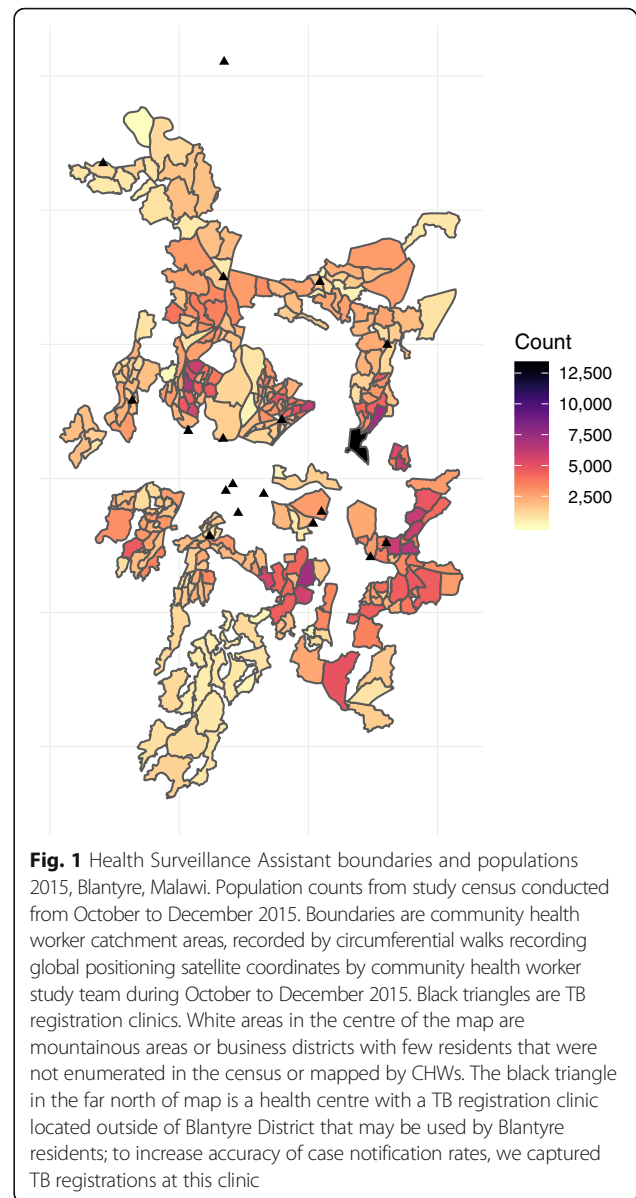 Count
12,500
10,000
7,500
5,000
2,500
Fig. 1 Health Surveillance Assistant boundaries and populations
2015, Blantyre, Malawi. Population counts from study census conducted
from October to December 2015. Boundaries are community health
worker catchment areas, recorded by circumferential walks recording
global positioning satellite coordinates by community health worker
study team during October to December 2015. Black triangles are TB
registration clinics. White areas in the centre of the map are
mountainous areas or business districts with few residents that were
not enumerated in the census or mapped by CHWs. The black triangle
in the far north of map is a health centre with a TB registration clinic
located outside of Blantyre District that may be used by Blantyre
residents; to increase accuracy of case notification rates, we captured
TB registrations at this clinic